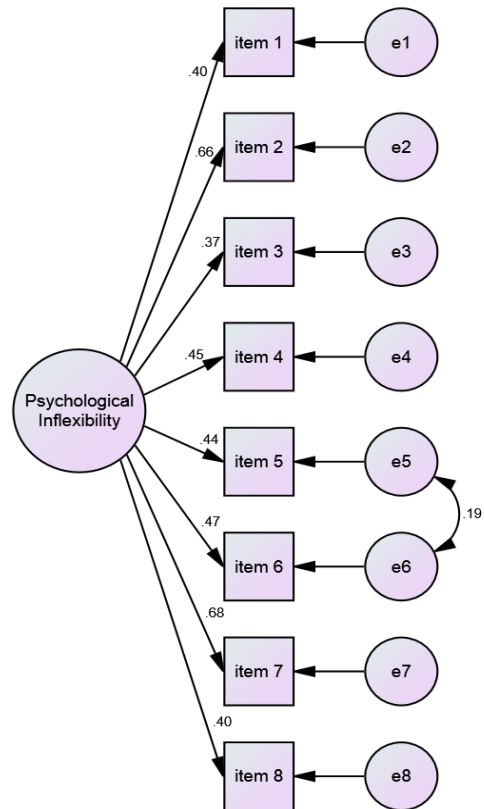 item 1
e1
.40
item 2
e2
.66
item 3
e3
.37
item 4
e4
.45
Psychological
Inflexibility
item 5
e5
.44
.19
item 6
e6
.47
item 7
e7
.68
item 8
e8
.40